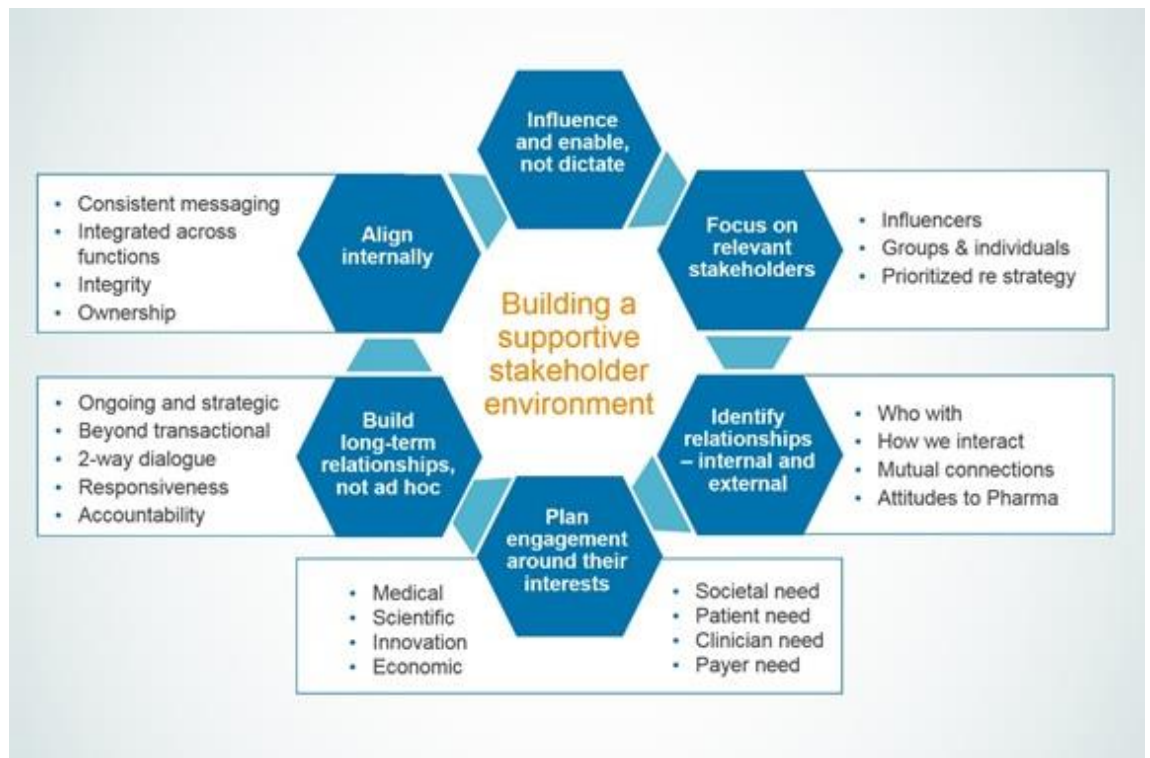 Influence
and enable,
not dictate
Focus on
relevant
stakeholders
• Influencers
• Groups & individuals
• Prioritized re strategy
Identify
relationships
– internal and
external
• Who with
• How we interact
• Mutual connections
• Attitudes to Pharma
Plan
engagement
around their
interests
• Medical
• Scientific
• Innovation
• Economic
• Societal need
• Patient need
• Clinician need
• Payer need
Build
long-term
relationships,
not ad hoc
• Ongoing and strategic
• Beyond transactional
• 2-way dialogue
• Responsiveness
• Accountability
Align
internally
• Consistent messaging
• Integrated across
functions
• Integrity
• Ownership
Building a
supportive
stakeholder
environment